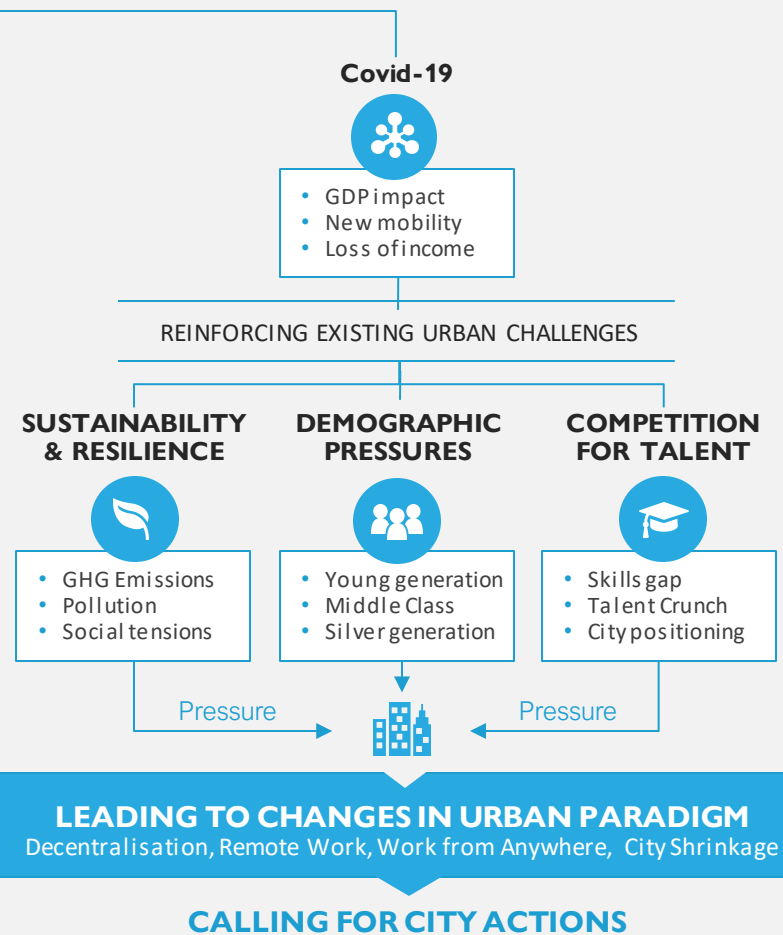 Covid-19
• GDP impact
• New mobility
• Loss of income
REINFORCING EXISTING URBAN CHALLENGES
SUSTAINABILITY
& RESILIENCE
• GHG Emissions
• Pollution
• Social tensions
DEMOGRAPHIC
PRESSURES
• Young generation
• Middle Class
• Silver generation
COMPETITION
FOR TALENT
• Skills gap
• Talent Crunch
• City positioning
Pressure
Pressure
LEADING TO CHANGES IN URBAN PARADIGM
Decentralisation, Remote Work, Work from Anywhere, City Shrinkage
CALLING FOR CITY ACTIONS